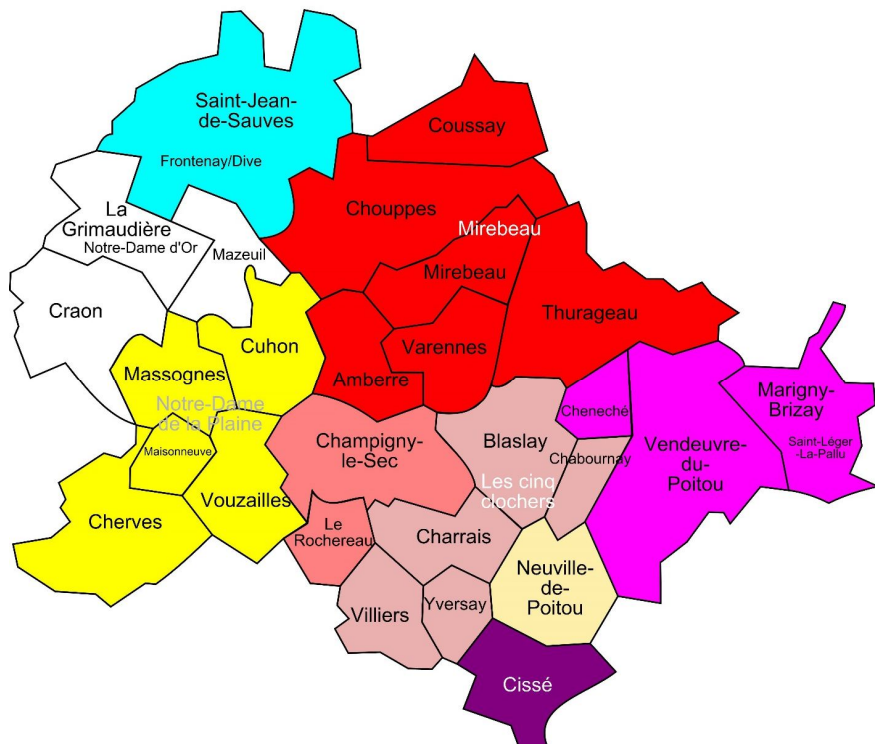 Saint-Jean-
de-Sauves
Frontenay/Dive
Coussay
Chouppes
La
Grimaudière
Notre-Dame d'Or
Mazeuil
Mirebeau
Mirebeau
Craon
Thurageau
Cuhon
Varennes
Massognes
Amberre
Notre-Dame
de la Plaine
Cheneché
Marigny-
Brizay
Saint-Léger
-La-Pallu
Maisonneuve
Champigny-
le-Sec
Blaslay
Chabournay
Vendeuvre-
du-
Poitou
Les cinq
clochers
Vouzailles
Cherves
Le
Rochereau
Charrais
Neuville-
de-
Poitou
Villiers
Yversay
Cissé